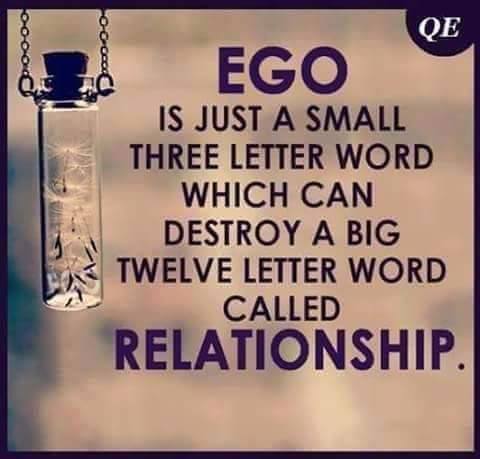 QE
EGO
IS JUST A SMALL
THREE LETTER WORD
WHICH CAN
DESTROY A BIG
TWELVE LETTER WORD
CALLED
RELATIONSHIP.